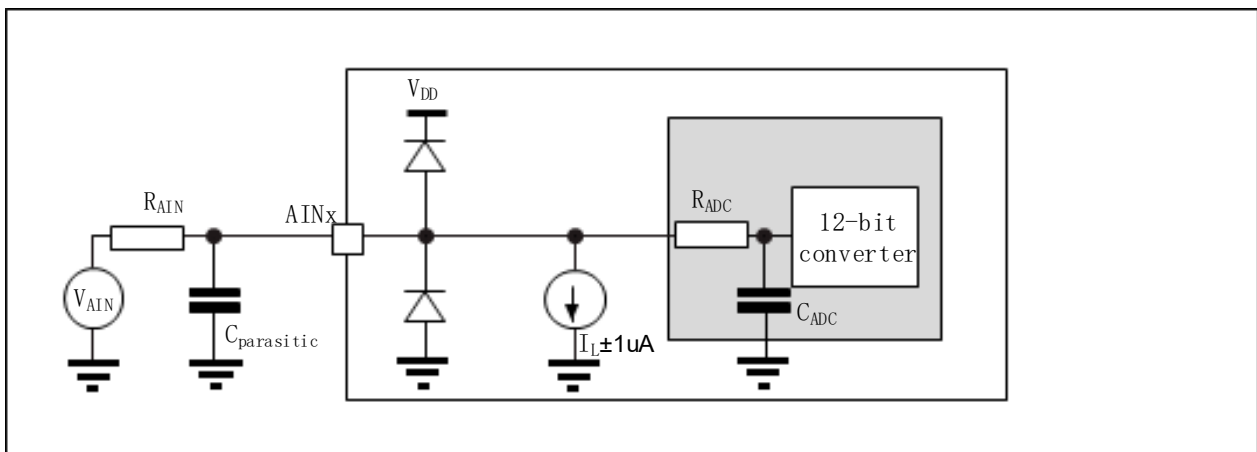 V_DD
R_AIN
AINx
R_ADC
12-bit
converter
V_AIN
C_parasitic
I_L±1uA
C_ADC